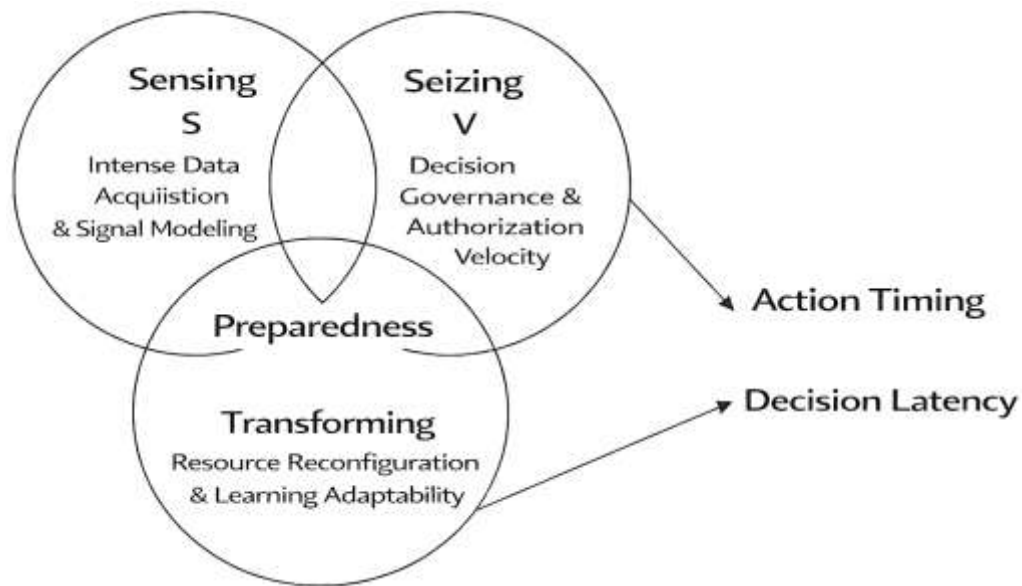 Sensing
S
Intense Data
Acquiistion
& Signal Modeling
Seizing
V
Decision
Governance &
Authorization
Velocity
Action Timing
Preparedness
Decision Latency
Transforming
Resource Reconfiguration
& Learning Adaptability